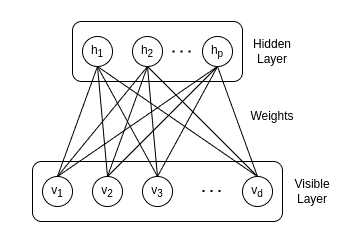 h1 h2 ... hp
Hidden
Layer
Weights
v1 v2 v3 ... vd
Visible
Layer